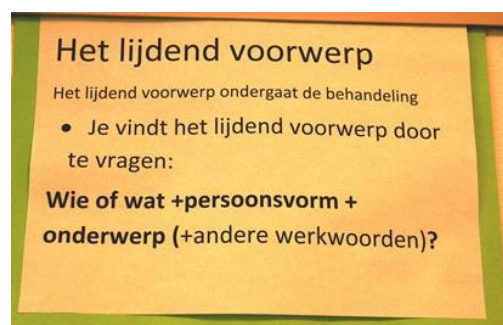 Het lijdend voorwerp
Het lijdend voorwerp ondergaat de behandeling
• Je vindt het lijdend voorwerp door
te vragen:
Wie of wat +persoonsvorm +
onderwerp (+andere werkwoorden)?